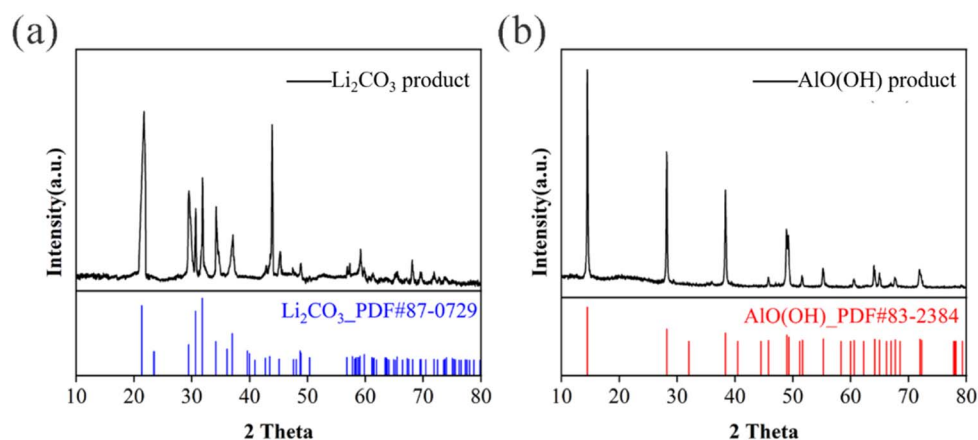 (a)
Li₂CO₃ product
Intensity(a.u.)
Li₂CO₃_PDF#87-0729
10 20 30 40 50 60 70 80
2 Theta
(b)
AlO(OH) product
Intensity(a.u.)
AlO(OH)_PDF#83-2384
10 20 30 40 50 60 70 80
2 Theta